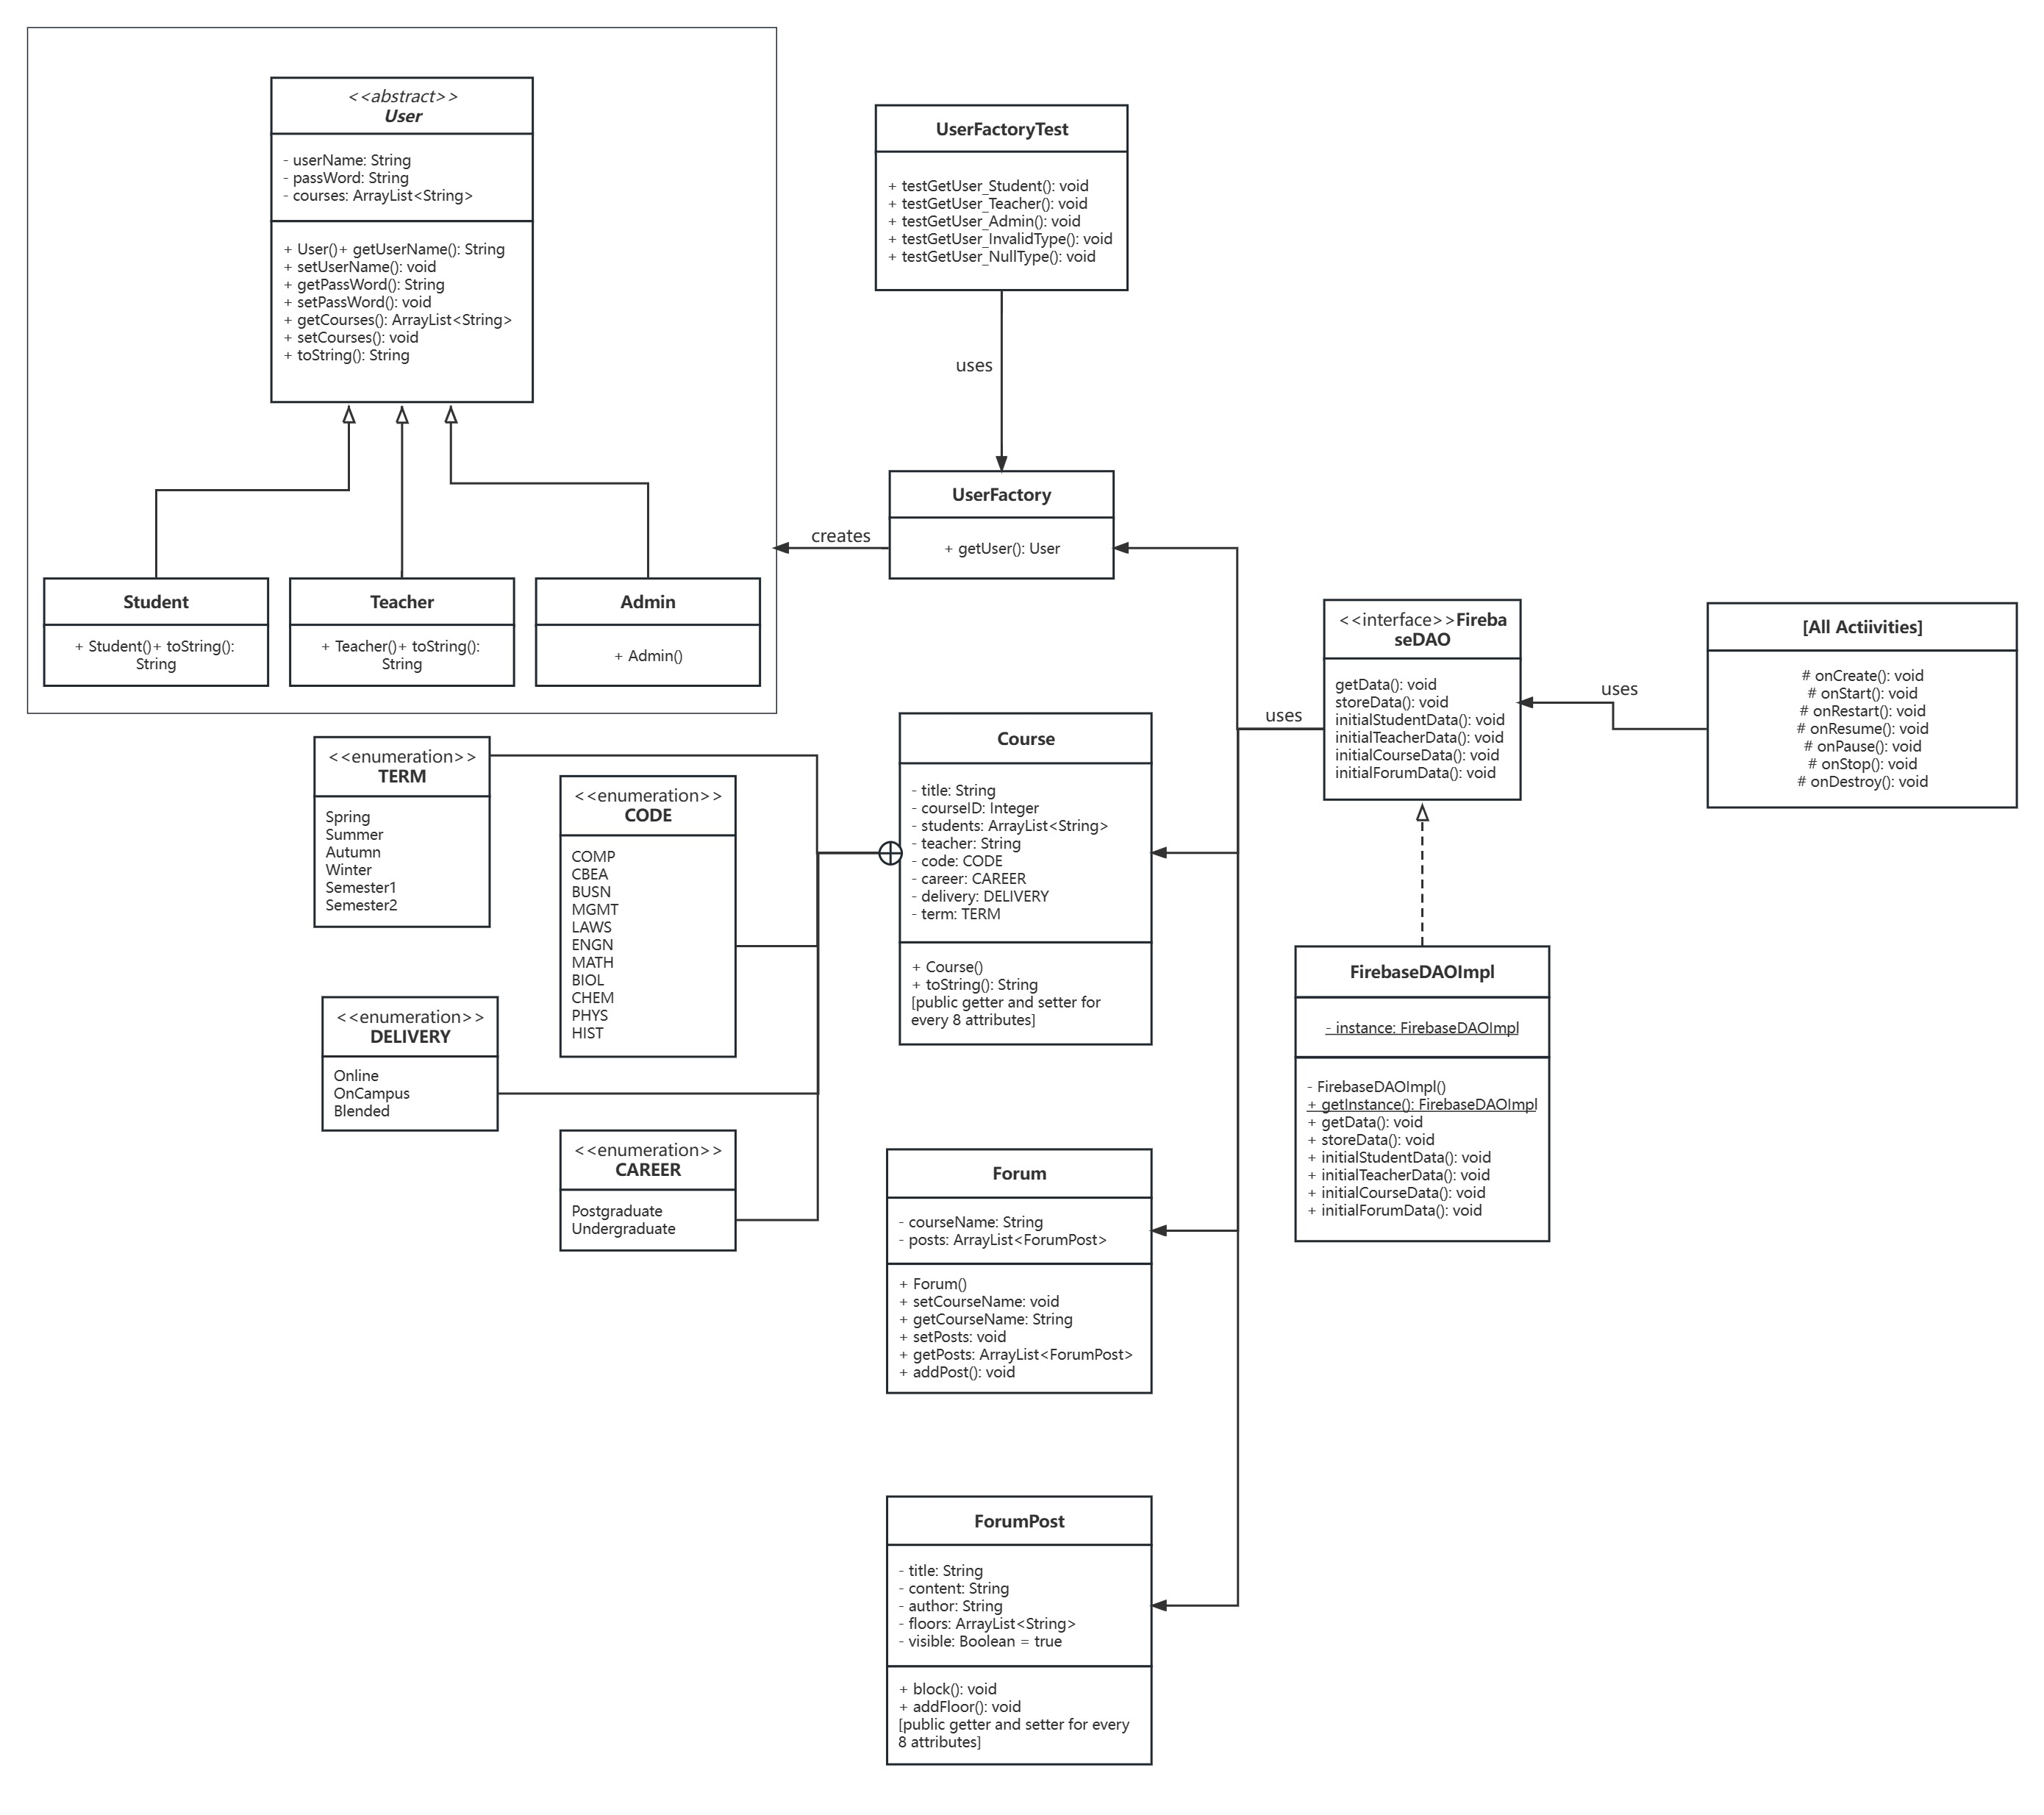 <<abstract>>
User
- userName: String
- passWord: String
- courses: ArrayList<String>
+ User()+ getUserName(): String
+ setUserName(): void
+ getPassWord(): String
+ setPassWord(): void
+ getCourses(): ArrayList<String>
+ setCourses(): void
+ toString(): String
Student
+ Student()+ toString():
String
Teacher
+ Teacher()+ toString():
String
Admin
+ Admin()
UserFactoryTest
+ testGetUser_Student(): void
+ testGetUser_Teacher(): void
+ testGetUser_Admin(): void
+ testGetUser_InvalidType(): void
+ testGetUser_NullType(): void
uses
UserFactory
+ getUser(): User
creates
<<interface>>Fireba
seDAO
getData(): void
storeData(): void
initialStudentData(): void
initialTeacherData(): void
initialCourseData(): void
initialForumData(): void
uses
uses
[All Actiivities]
# onCreate(): void
# onStart(): void
# onRestart(): void
# onResume(): void
# onPause(): void
# onStop(): void
# onDestroy(): void
<<enumeration>>
TERM
Spring
Summer
Autumn
Winter
Semester1
Semester2
<<enumeration>>
CODE
COMP
CBEA
BUSN
MGMT
LAWS
ENGN
MATH
BIOL
CHEM
PHYS
HIST
<<enumeration>>
DELIVERY
Online
OnCampus
Blended
<<enumeration>>
CAREER
Postgraduate
Undergraduate
Course
- title: String
- courseID: Integer
- students: ArrayList<String>
- teacher: String
- code: CODE
- career: CAREER
- delivery: DELIVERY
- term: TERM
+ Course()
+ toString(): String
[public getter and setter for
every 8 attributes]
FirebaseDAOImpl
- instance: FirebaseDAOImpl
- FirebaseDAOImpl()
+ getInstance(): FirebaseDAOImpl
+ getData(): void
+ storeData(): void
+ initialStudentData(): void
+ initialTeacherData(): void
+ initialCourseData(): void
+ initialForumData(): void
Forum
- courseName: String
- posts: ArrayList<ForumPost>
+ Forum()
+ setCourseName: void
+ getCourseName: String
+ setPosts: void
+ getPosts: ArrayList<ForumPost>
+ addPost(): void
ForumPost
- title: String
- content: String
- author: String
- floors: ArrayList<String>
- visible: Boolean = true
+ block(): void
+ addFloor(): void
[public getter and setter for every
8 attributes]